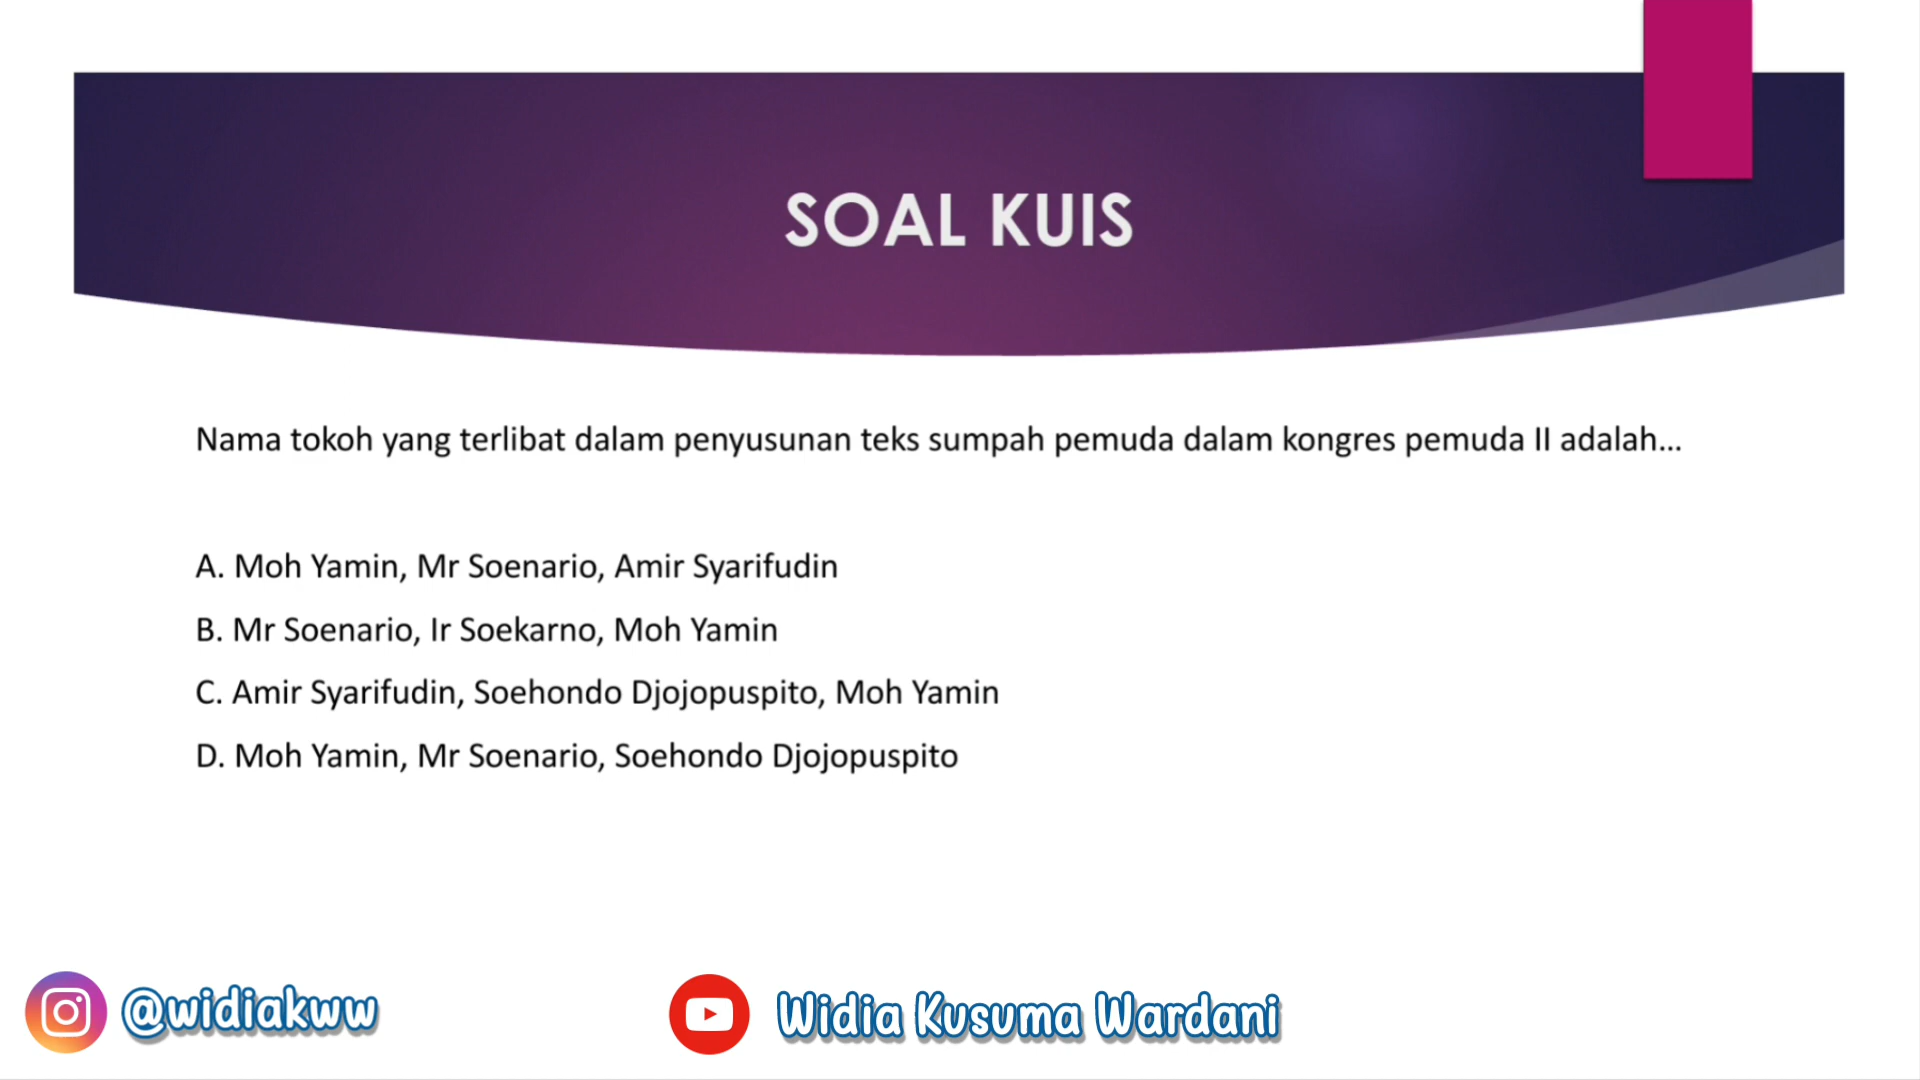 SOAL KUIS
Nama tokoh yang terlibat dalam penyusunan teks sumpah pemuda dalam kongres pemuda II adalah...
A. Moh Yamin, Mr Soenario, Amir Syarifudin
B. Mr Soenario, Ir Soekarno, Moh Yamin
C. Amir Syarifudin, Soehondo Djojopuspito, Moh Yamin
D. Moh Yamin, Mr Soenario, Soehondo Djojopuspito
@widiakww
Widia Kusuma Wardani